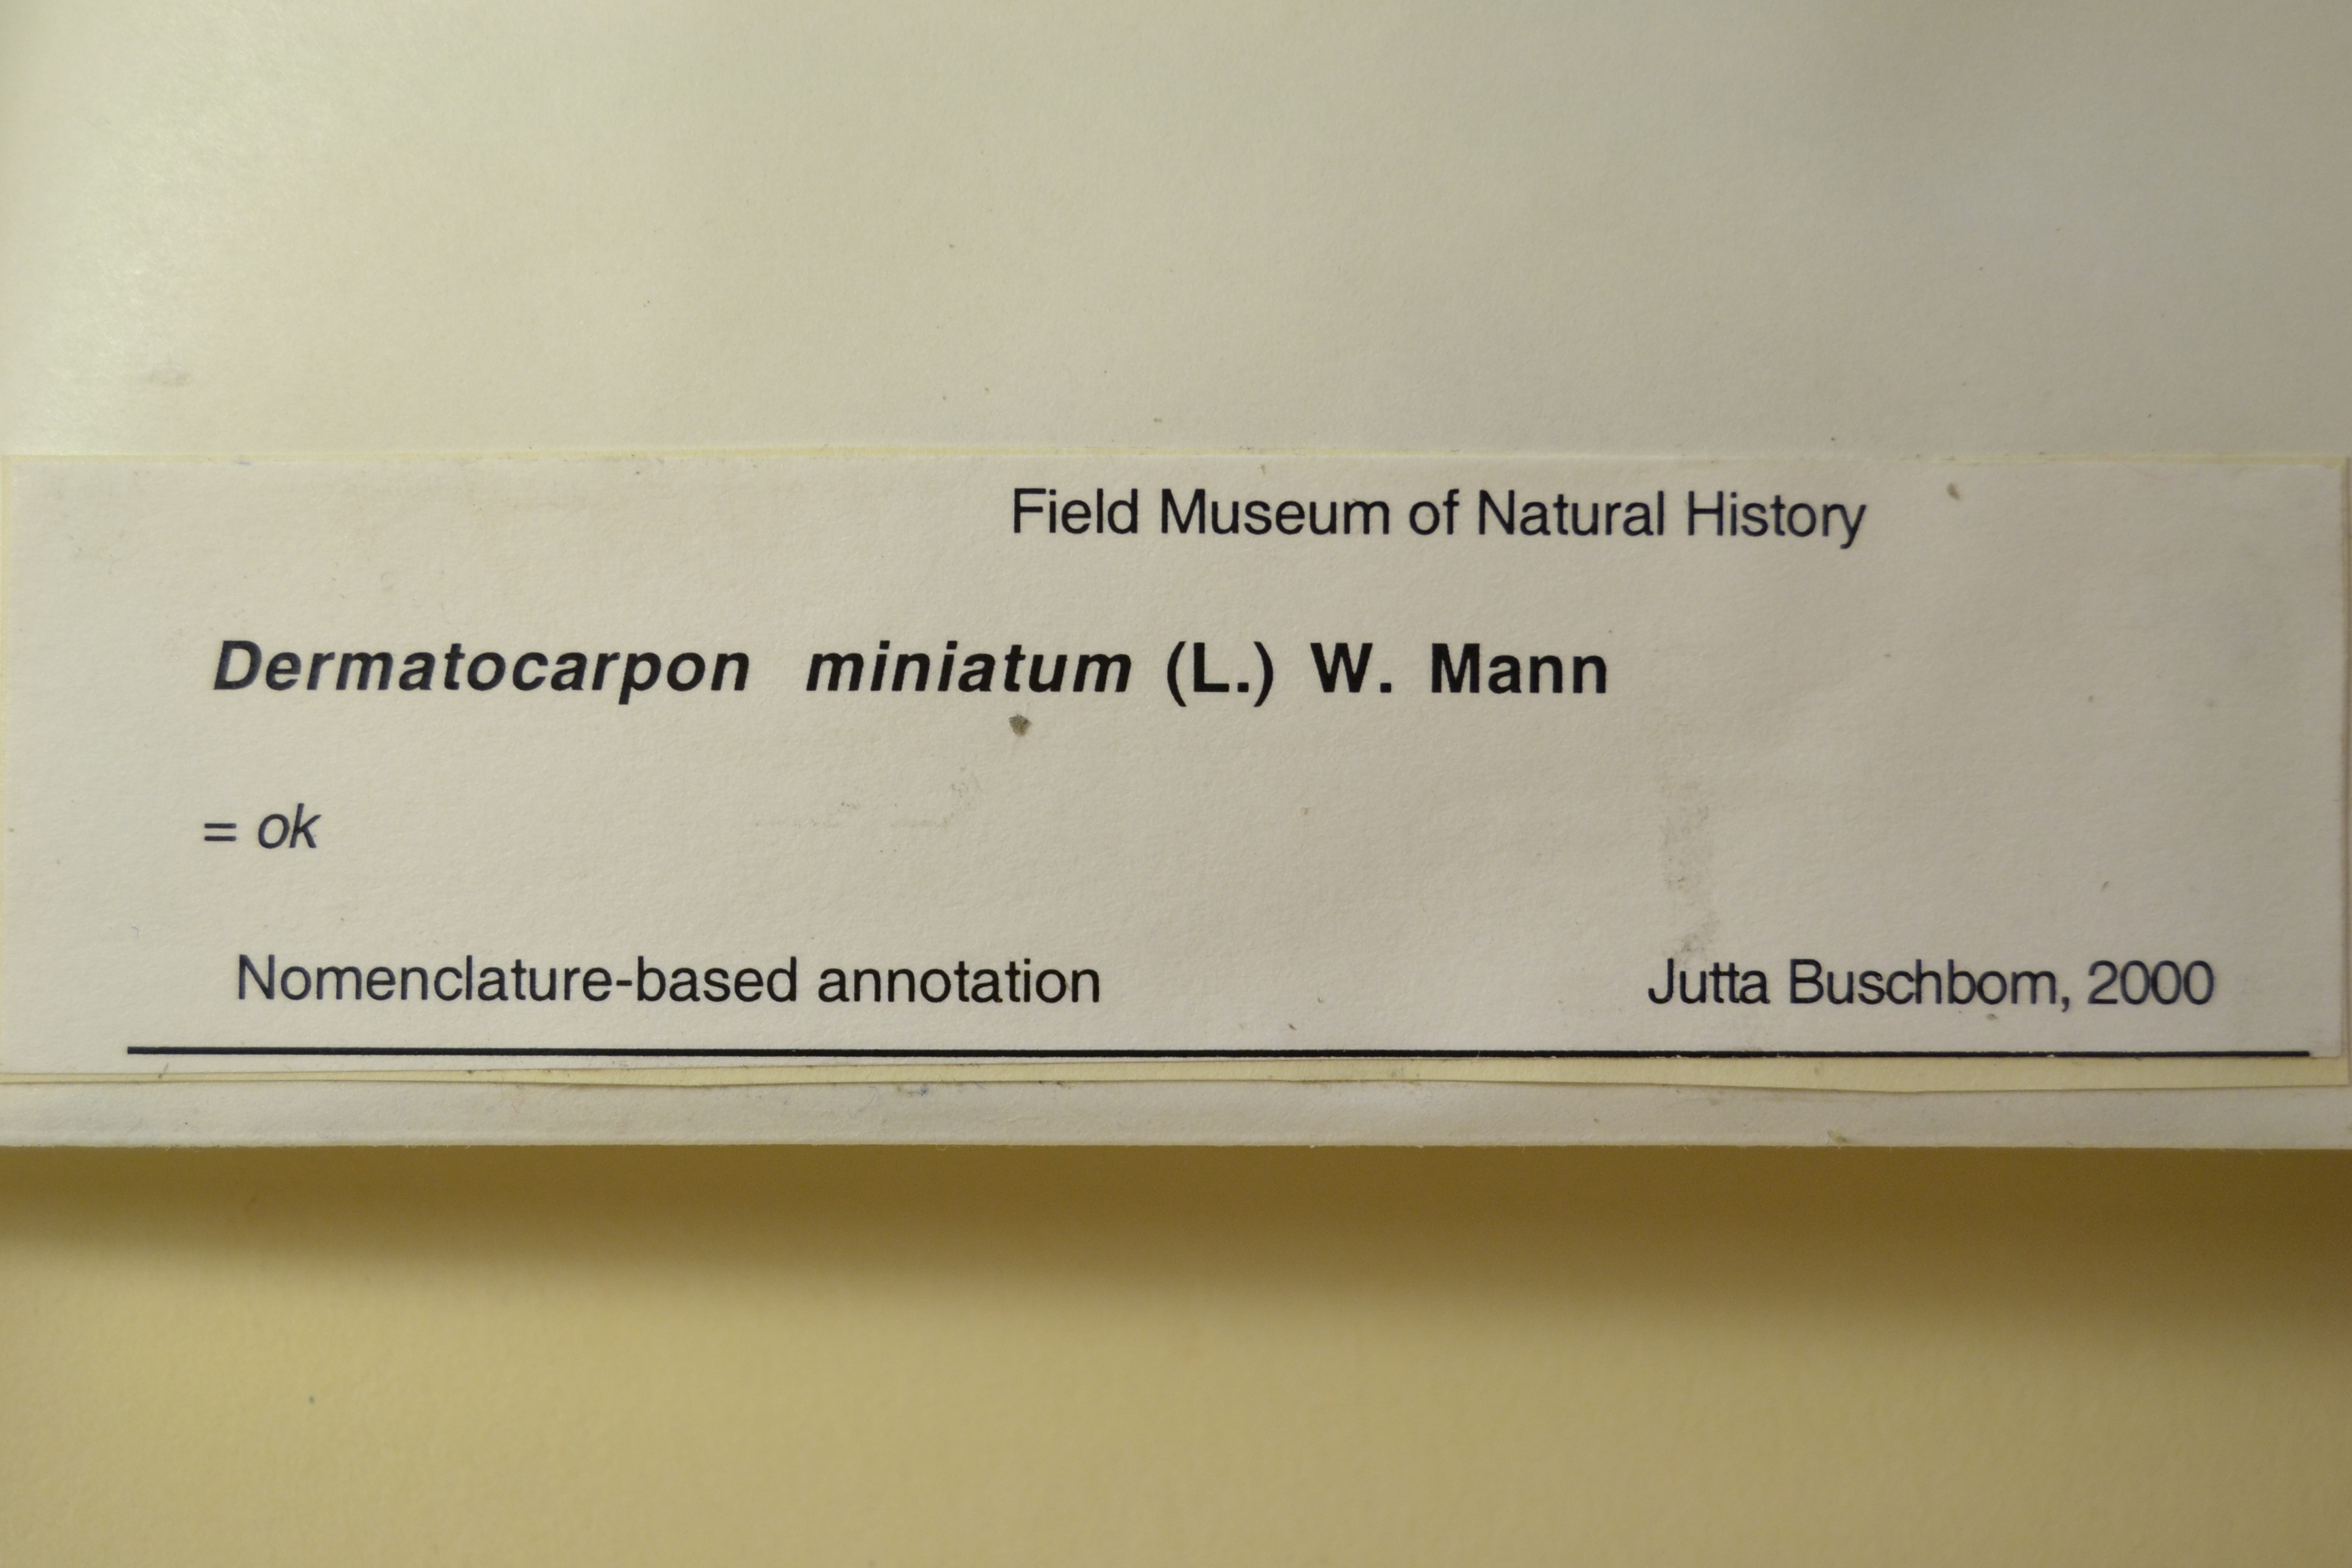 Field Museum of Natural History
Dermatocarpon miniatum (L.) W. Mann
= ok
Nomenclature-based annotation
Jutta Buschbom, 2000